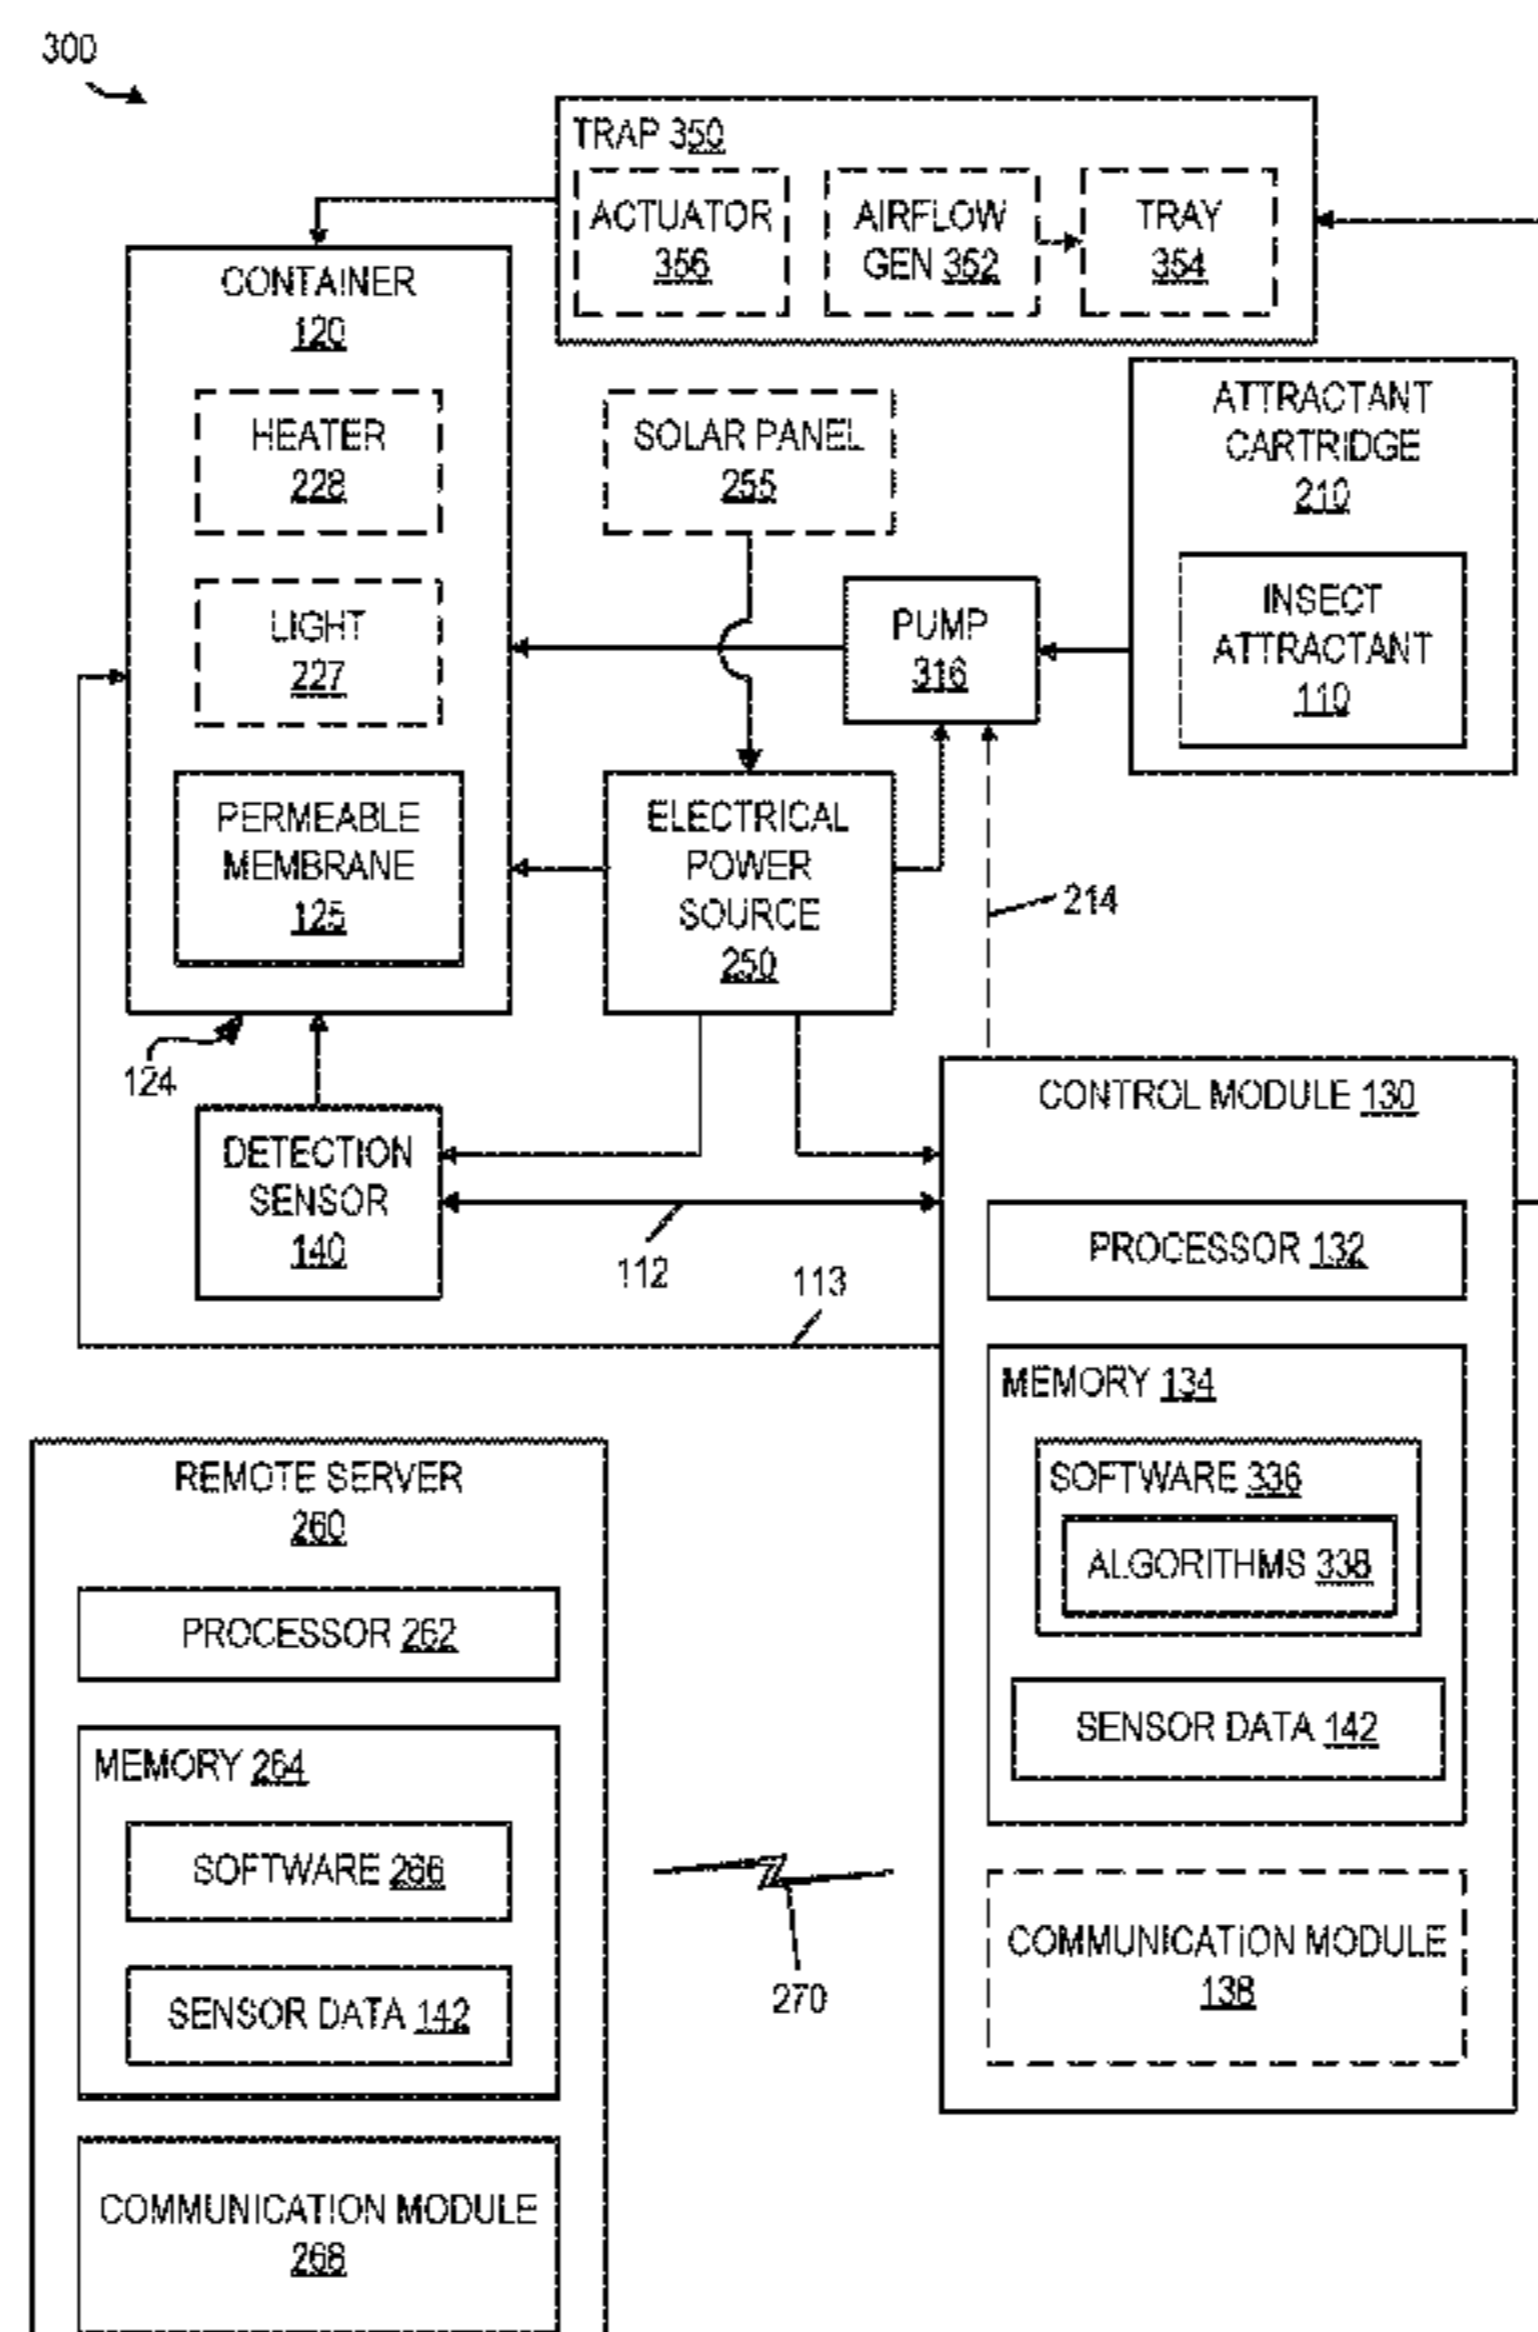 300
TRAP 350
ACTUATOR
356
AIRFLOW
GEN 352
TRAY
354
CONTAINER
120
HEATER
228
LIGHT
227
PERMEABLE
MEMBRANE
125
124
SOLAR PANEL
255
PUMP
316
ATTRACTANT
CARTRIDGE
210
INSECT
ATTRACTANT
110
ELECTRICAL
POWER
SOURCE
250
214
DETECTION
SENSOR
140
112
113
CONTROL MODULE 130
PROCESSOR 132
MEMORY 134
SOFTWARE 336
ALGORITHMS 338
SENSOR DATA 142
COMMUNICATION MODULE
138
REMOTE SERVER
260
PROCESSOR 262
MEMORY 264
SOFTWARE 266
SENSOR DATA 142
COMMUNICATION MODULE
268
270